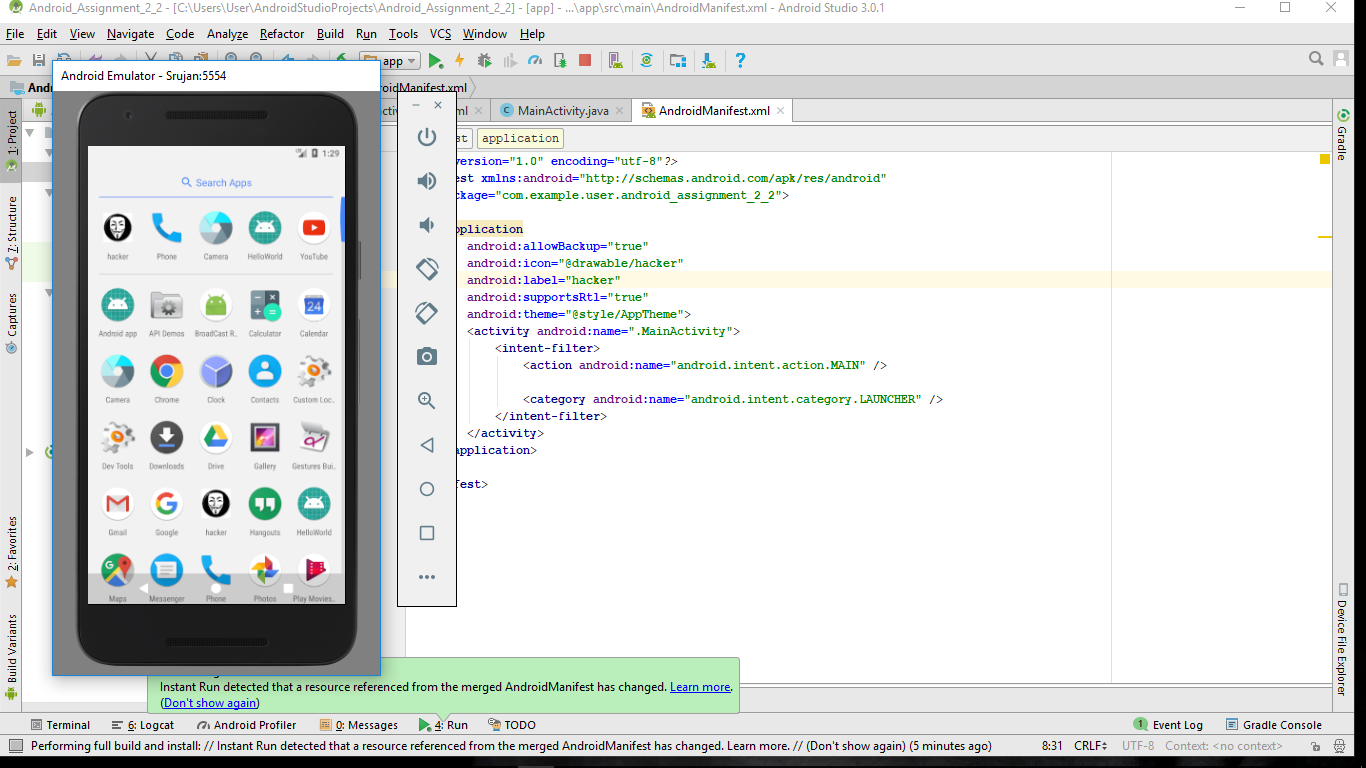 Android_Assignment_2_2 - [C:\Users\User\AndroidStudioProjects\Android_Assignment_2_2] - [app] - ...\app\src\main\AndroidManifest.xml - Android Studio 3.0.1
File Edit View Navigate Code Analyze Refactor Build Run Tools VCS Window Help
app
Android Emulator - Srujan:5554
roidManifest.xml
MainActivity.java
AndroidManifest.xml
application
1: Project
7: Structure
Captures
2: Favorites
Build Variants
Gradle
Device File Explorer
1:29
Search Apps
hacker Phone Camera HelloWorld YouTube
Android app API Demos BroadCast R.. Calculator Calendar
24
Camera Chrome Clock Contacts Custom Loc..
Dev Tools Downloads Drive Gallery Gestures Bui..
Gmail Google hacker Hangouts HelloWorld
Maps Messenger Phone Photos Play Movies..
version="1.0" encoding="utf-8"?>
est xmlns:android="http://schemas.android.com/apk/res/android"
ckage="com.example.user.android_assignment_2_2">
plication
android:allowBackup="true"
android:icon="@drawable/hacker"
android:label="hacker"
android:supportsRtl="true"
android:theme="@style/AppTheme">
<activity android:name=".MainActivity">
<intent-filter>
<action android:name="android.intent.action.MAIN" />
<category android:name="android.intent.category.LAUNCHER" />
</intent-filter>
</activity>
application>
fest>
Instant Run detected that a resource referenced from the merged AndroidManifest has changed. Learn more.
(Don't show again)
Terminal 6: Logcat Android Profiler 0: Messages 4: Run TODO 1 Event Log Gradle Console
Performing full build and install: // Instant Run detected that a resource referenced from the merged AndroidManifest has changed. Learn more. // (Don't show again) (5 minutes ago) 8:31 CRLF UTF-8 Context: <no context>